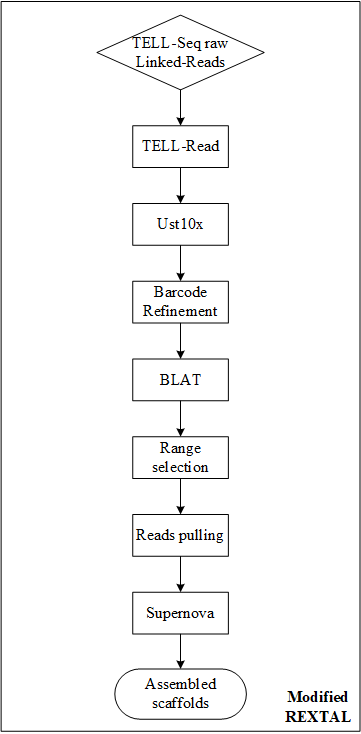 TELL-Seq raw
Linked-Reads
TELL-Read
Ust10x
Barcode
Refinement
BLAT
Range
selection
Reads pulling
Supernova
Assembled
scaffolds
Modified
REXTAL